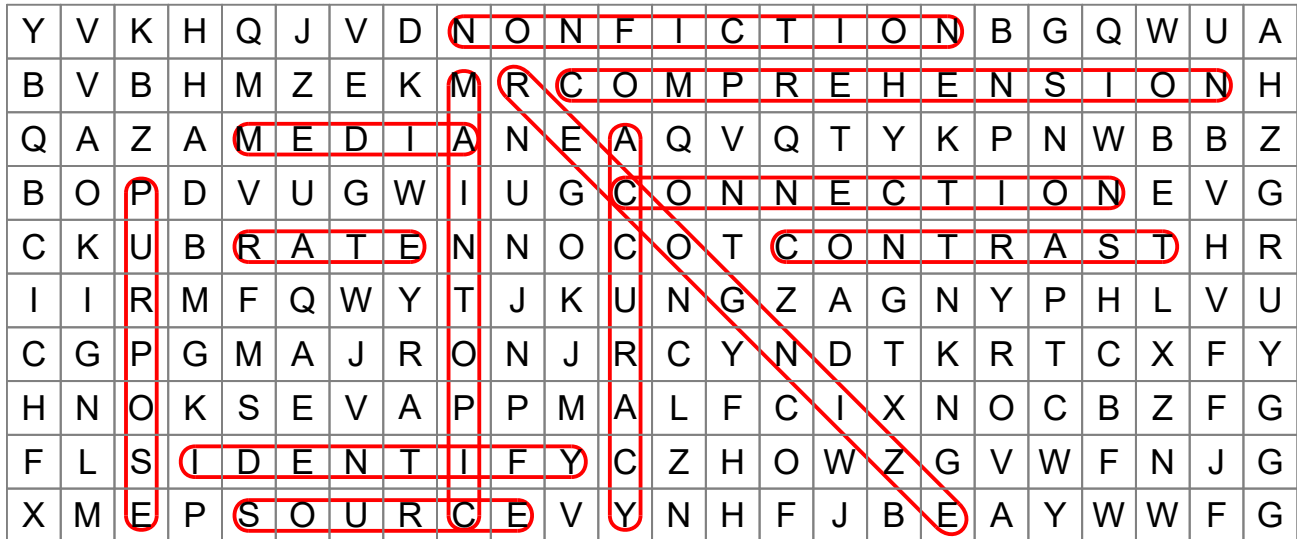 Y V K H Q J V D N O N F I C T I O N B G Q W U A
B V B H M Z E K M R C O M P R E H E N S I O N H
Q A Z A M E D I A N E A Q V Q T Y K P N W B B Z
B O P D V U G W I U G C O N N E C T I O N E V G
C K U B R A T E N N O C O T C O N T R A S T H R
I I R M F Q W Y T J K U N G Z A G N Y P H L V U
C G P G M A J R O N J R C Y N D T K R T C X F Y
H N O K S E V A P P M A L F C I X N O C B Z F G
F L S I D E N T I F Y C Z H O W Z G V W F N J G
X M E P S O U R C E V Y N H F J B E A Y W W F G